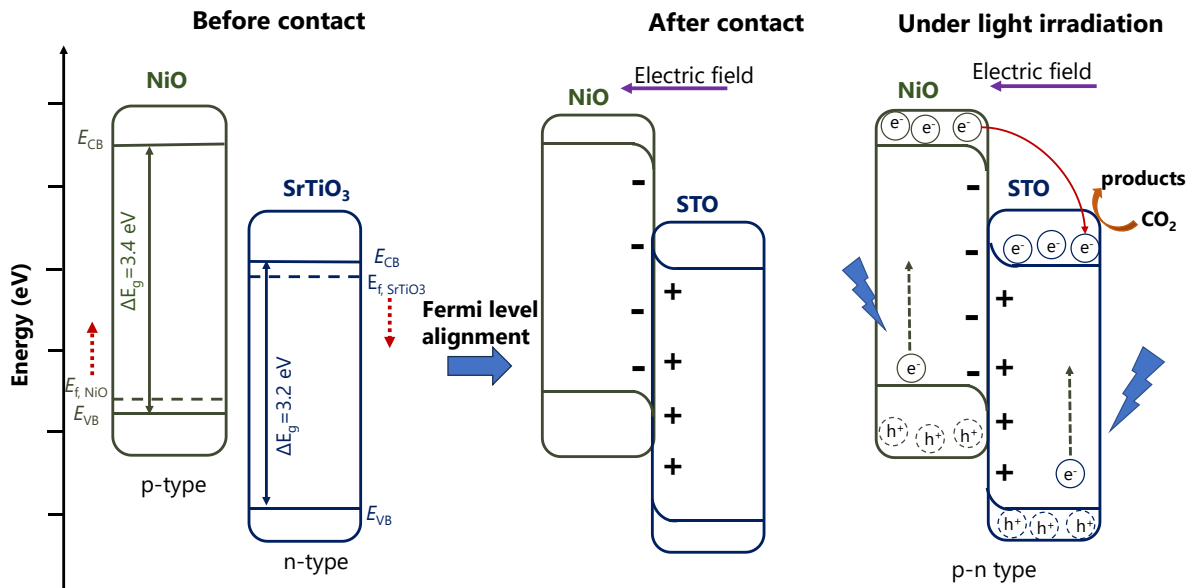 Before contact
After contact
Under light irradiation
Electric field
Electric field
NiO
NiO
NiO
E_CB
SrTiO₃
STO
STO
products
CO₂
ΔE_g=3.4 eV
E_CB
E_f, SrTiO3
Fermi level
alignment
Energy (eV)
ΔE_g=3.2 eV
E_f, NiO
E_VB
p-type
E_VB
n-type
e⁻
e⁻
e⁻
e⁻
e⁻
e⁻
e⁻
e⁻
h⁺
h⁺
h⁺
h⁺
h⁺
h⁺
-
-
-
-
+
+
+
+
-
-
-
-
+
+
+
+
p-n type